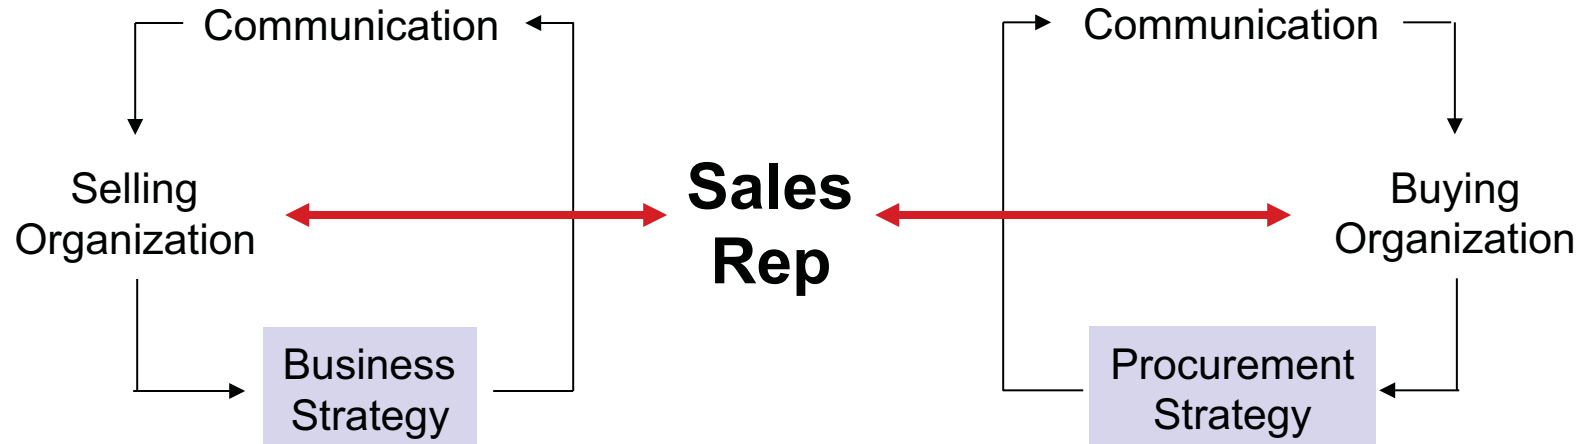 Communication
Communication
Selling
Organization
Sales
Rep
Buying
Organization
Business
Strategy
Procurement
Strategy